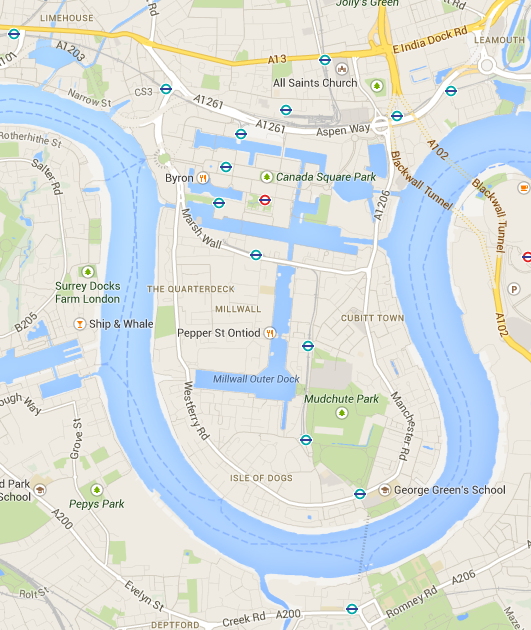 Jolly's Green
LIMEHOUSE
Rd
E India Dock Rd
LEAMOUTH
A101
A1203
A13
All Saints Church
Narrow St
CS3
A1261
A1261
Aspen Way
A102
Rotherhithe St
Salter Rd
Byron
Canada Square Park
Blackwall Tunnel
Blackwall Tunnel
A1206
Marsh Wall
Surrey Docks
Farm London
THE QUARTERDECK
MILLWALL
CUBITT TOWN
B205
Ship & Whale
Pepper St Ontiod
A102
Millwall Outer Dock
Westferry Rd
Mudchute Park
Manchester Rd
ough Way
Grove St
ISLE OF DOGS
George Green's School
d Park
School
Pepys Park
A200
Evelyn St
Rolt St
DEPTFORD
Creek Rd
A200
Romney Rd
A206
Maze